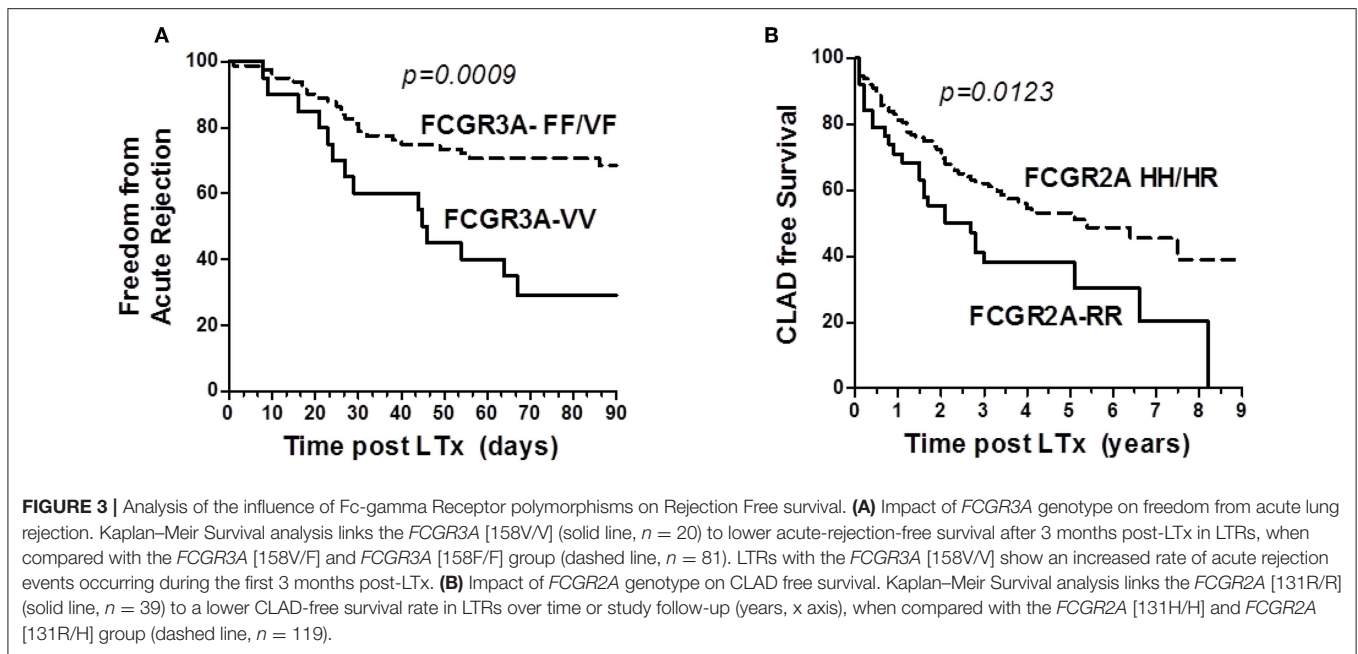 A
Freedom from
Acute Rejection
100
80
60
40
20
0
p=0.0009
FCGR3A- FF/VF
FCGR3A-VV
0 10 20 30 40 50 60 70 80 90
Time post LTx (days)
B
CLAD free Survival
100
80
60
40
20
0
p=0.0123
FCGR2A HH/HR
FCGR2A-RR
0 1 2 3 4 5 6 7 8 9
Time post LTx (years)
FIGURE 3 | Analysis of the influence of Fc-gamma Receptor polymorphisms on Rejection Free survival. (A) Impact of FCGR3A genotype on freedom from acute lung
rejection. Kaplan–Meir Survival analysis links the FCGR3A [158V/V] (solid line, n = 20) to lower acute-rejection-free survival after 3 months post-LTx in LTRs, when
compared with the FCGR3A [158V/F] and FCGR3A [158F/F] group (dashed line, n = 81). LTRs with the FCGR3A [158V/V] show an increased rate of acute rejection
events occurring during the first 3 months post-LTx. (B) Impact of FCGR2A genotype on CLAD free survival. Kaplan–Meir Survival analysis links the FCGR2A [131R/R]
(solid line, n = 39) to a lower CLAD-free survival rate in LTRs over time or study follow-up (years, x axis), when compared with the FCGR2A [131H/H] and FCGR2A
[131R/H] group (dashed line, n = 119).